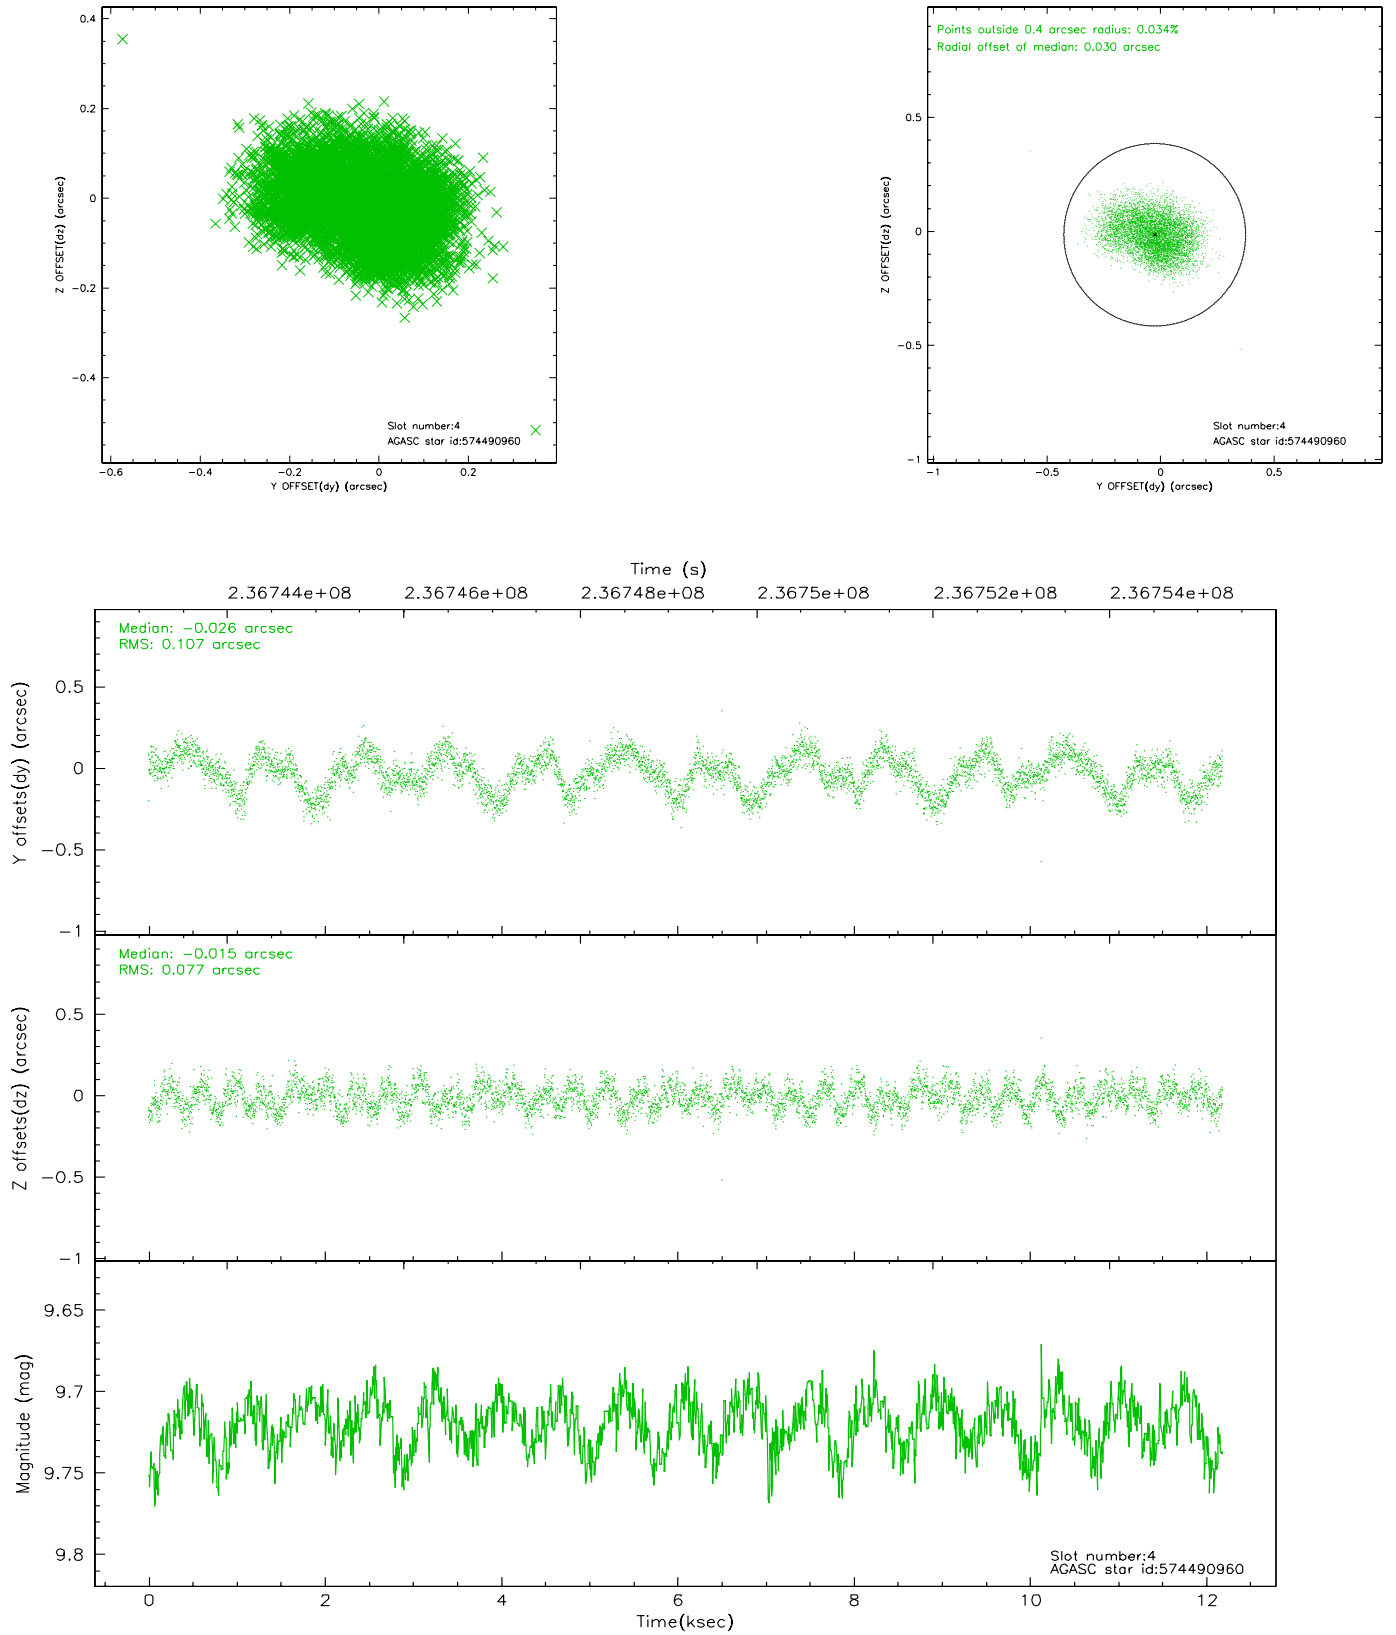 0.4
0.2
0
−0.2
−0.4
Z OFFSET(dz) (arcsec)
Slot number:4
AGASC star id:574490960
−0.6
−0.4
−0.2
0
0.2
Y OFFSET(dy) (arcsec)
Points outside 0.4 arcsec radius: 0.034%
Radial offset of median: 0.030 arcsec
0.5
0
−0.5
−1
Z OFFSET(dz) (arcsec)
Slot number:4
AGASC star id:574490960
−1
−0.5
0
0.5
Y OFFSET(dy) (arcsec)
Time (s)
2.36744e+08
2.36746e+08
2.36748e+08
2.3675e+08
2.36752e+08
2.36754e+08
Median: −0.026 arcsec
RMS: 0.107 arcsec
0.5
0
−0.5
−1
Y offsets(dy) (arcsec)
Median: −0.015 arcsec
RMS: 0.077 arcsec
0.5
0
−0.5
−1
Z offsets(dz) (arcsec)
9.65
9.7
9.75
9.8
Magnitude (mag)
Slot number:4
AGASC star id:574490960
0
2
4
6
8
10
12
Time(ksec)